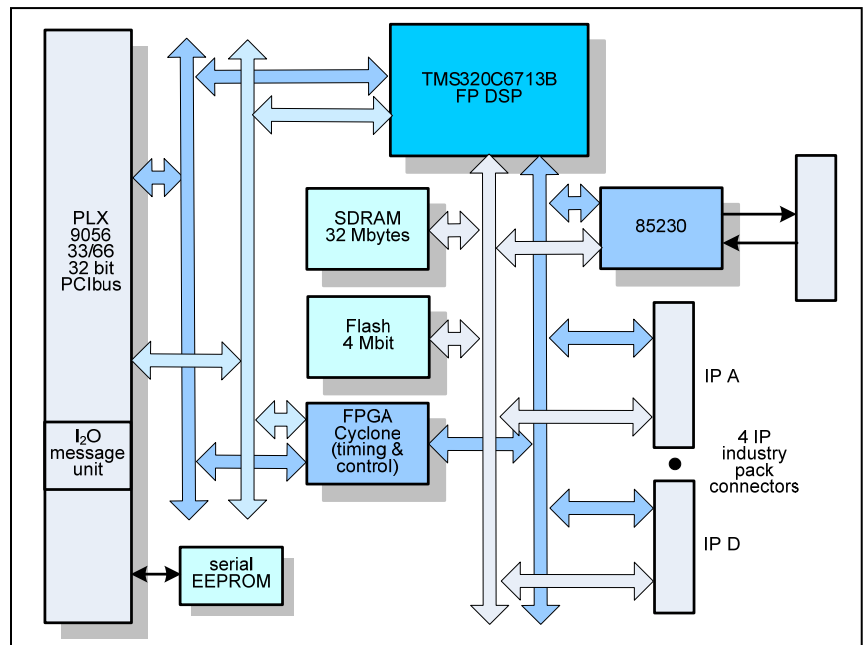 TMS320C6713B
FP DSP
PLX
9056
33/66
32 bit
PCIbus
SDRAM
32 Mbytes
85230
Flash
4 Mbit
IP A
FPGA
Cyclone
(timing &
control)
I₂O
message
unit
4 IP
industry
pack
connectors
IP D
serial
EEPROM